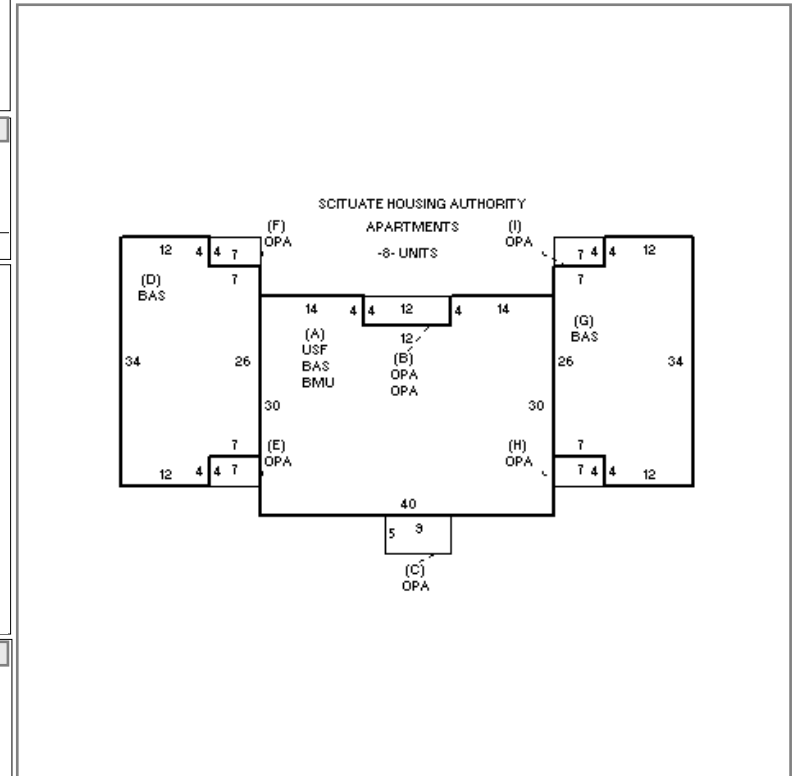 SCITUATE HOUSING AUTHORITY
(F) APARTMENTS (I)
OPA OPA
-8- UNITS
12 4 4 7 7 4 4 12
7 7
(D)
BAS
14 4 4 12 4 14
(G)
BAS
(A)
USF
BAS
BMU
12
(B)
OPA
OPA
34 26 26 34
30 30
7 (E) (H) 7
OPA OPA
12 4 4 7 7 4 4 12
40
5 9
(C)
OPA